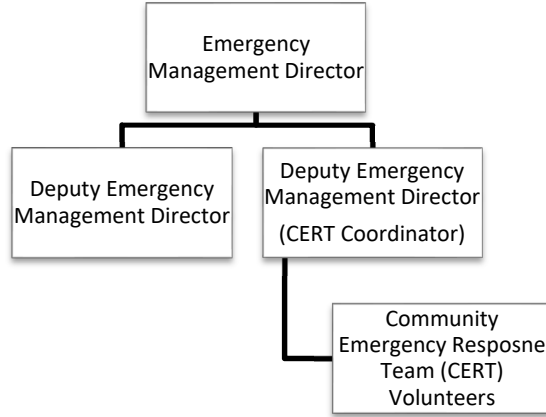 Emergency
Management Director
Deputy Emergency
Management Director
Deputy Emergency
Management Director
(CERT Coordinator)
Community
Emergency Resposne
Team (CERT)
Volunteers